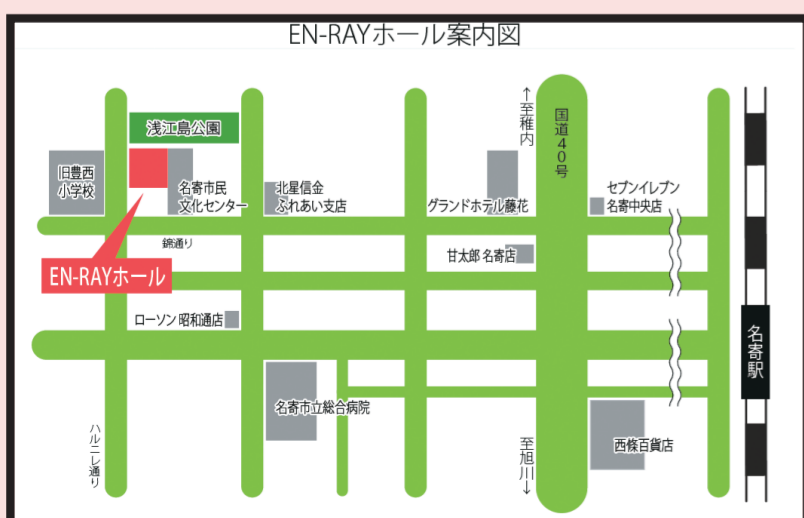 EN-RAYホール案内図
←至稚内
国道40号
浅江島公園
旧豊西
小学校
名寄市民
文化センター
北星信金
ふれあい支店
グランドホテル藤花
セブンイレブン
名寄中央店
錦通り
甘太郎 名寄店
EN-RAYホール
ローソン 昭和通店
名寄駅
名寄市立総合病院
ハルニレ通り
至旭川→
西條百貨店